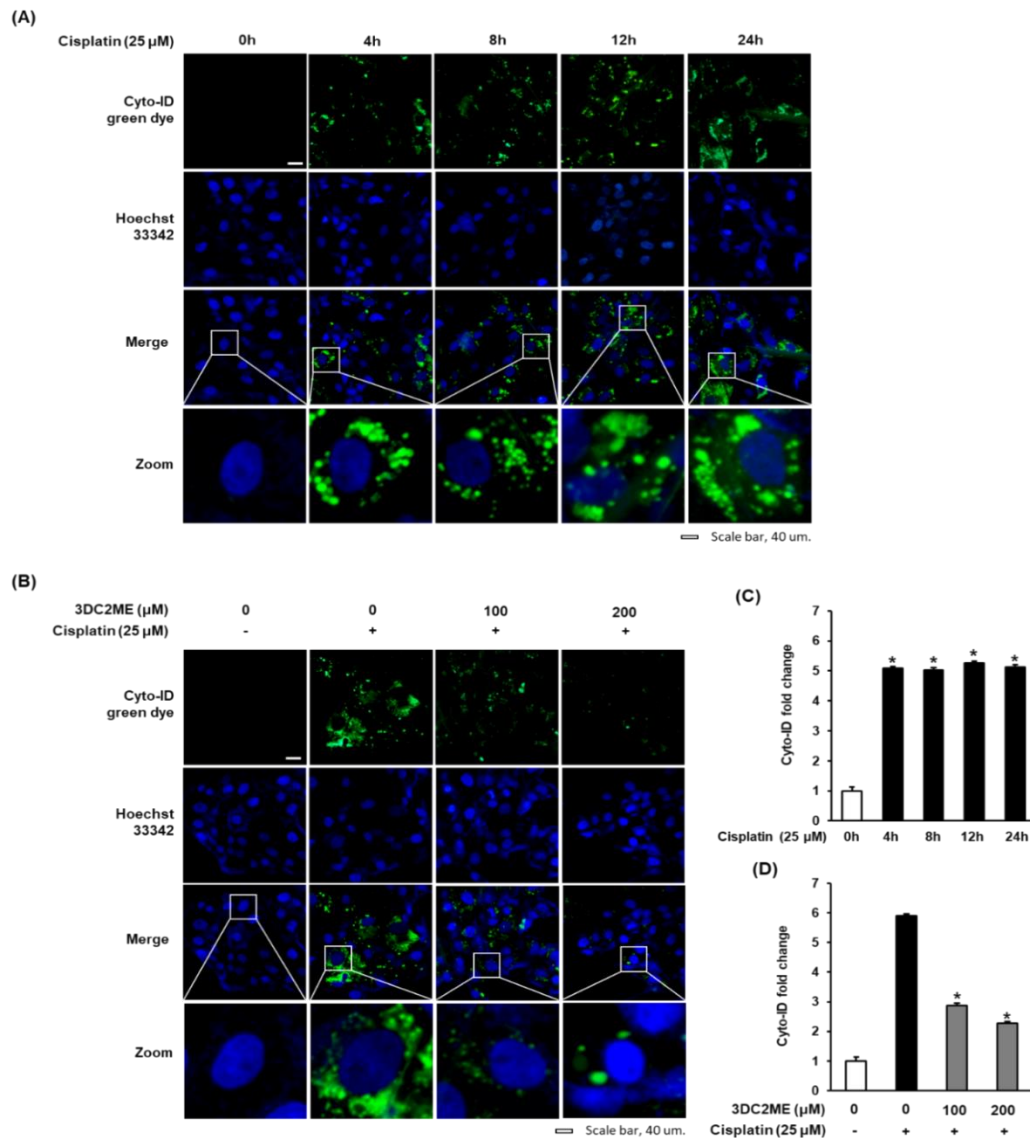 (A)
Cisplatin (25 µM) 0h 4h 8h 12h 24h
Cyto-ID
green dye
Hoechst
33342
Merge
Zoom
Scale bar, 40 um.
(B)
3DC2ME (µM) 0 0 100 200
Cisplatin (25 µM) - + + +
Cyto-ID
green dye
Hoechst
33342
Merge
Zoom
Scale bar, 40 um.
(C)
Cyto-ID fold change
7
6
5
4
3
2
1
0
* * * *
Cisplatin (25 µM) 0h 4h 8h 12h 24h
(D)
Cyto-ID fold change
7
6
5
4
3
2
1
0
* *
3DC2ME (µM) 0 0 100 200
Cisplatin (25 µM) - + + +